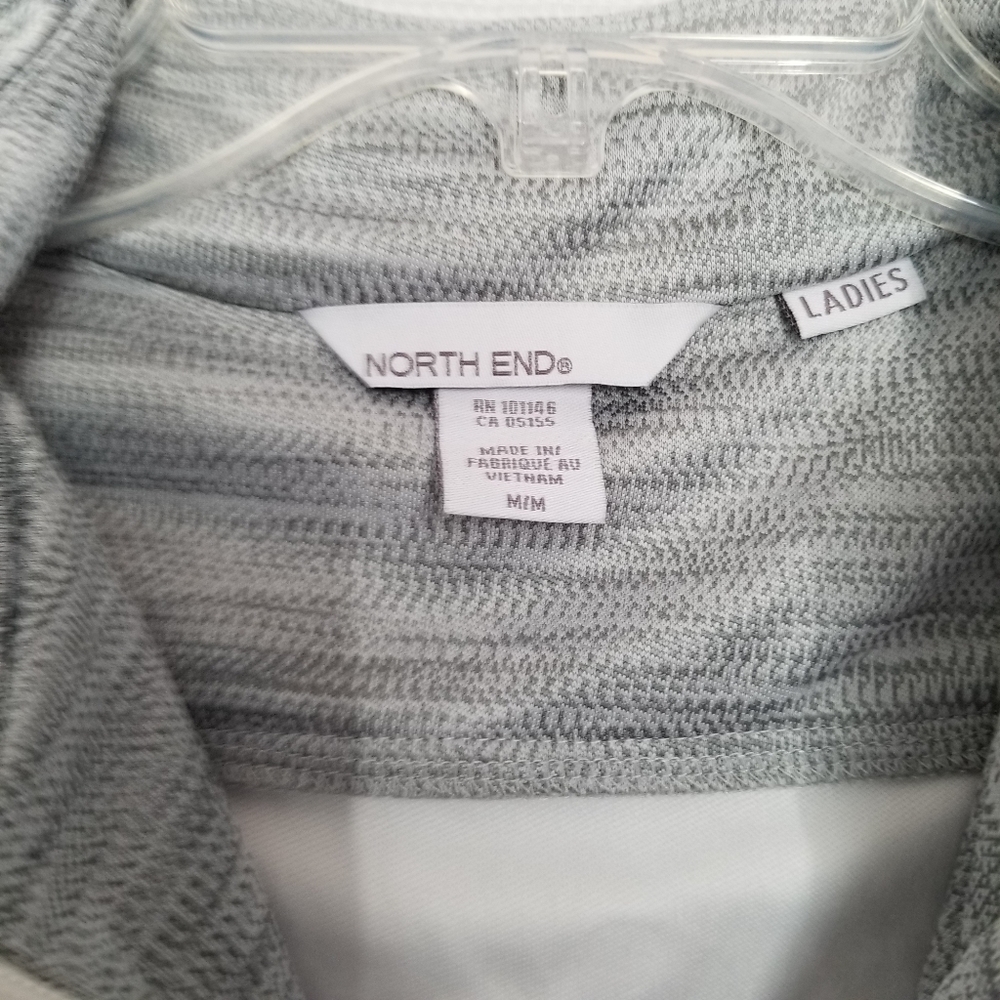 NORTH END®
LADIES
RN 101146
CA 05155
MADE IN/
FABRIQUÉ AU
VIETNAM
M/M